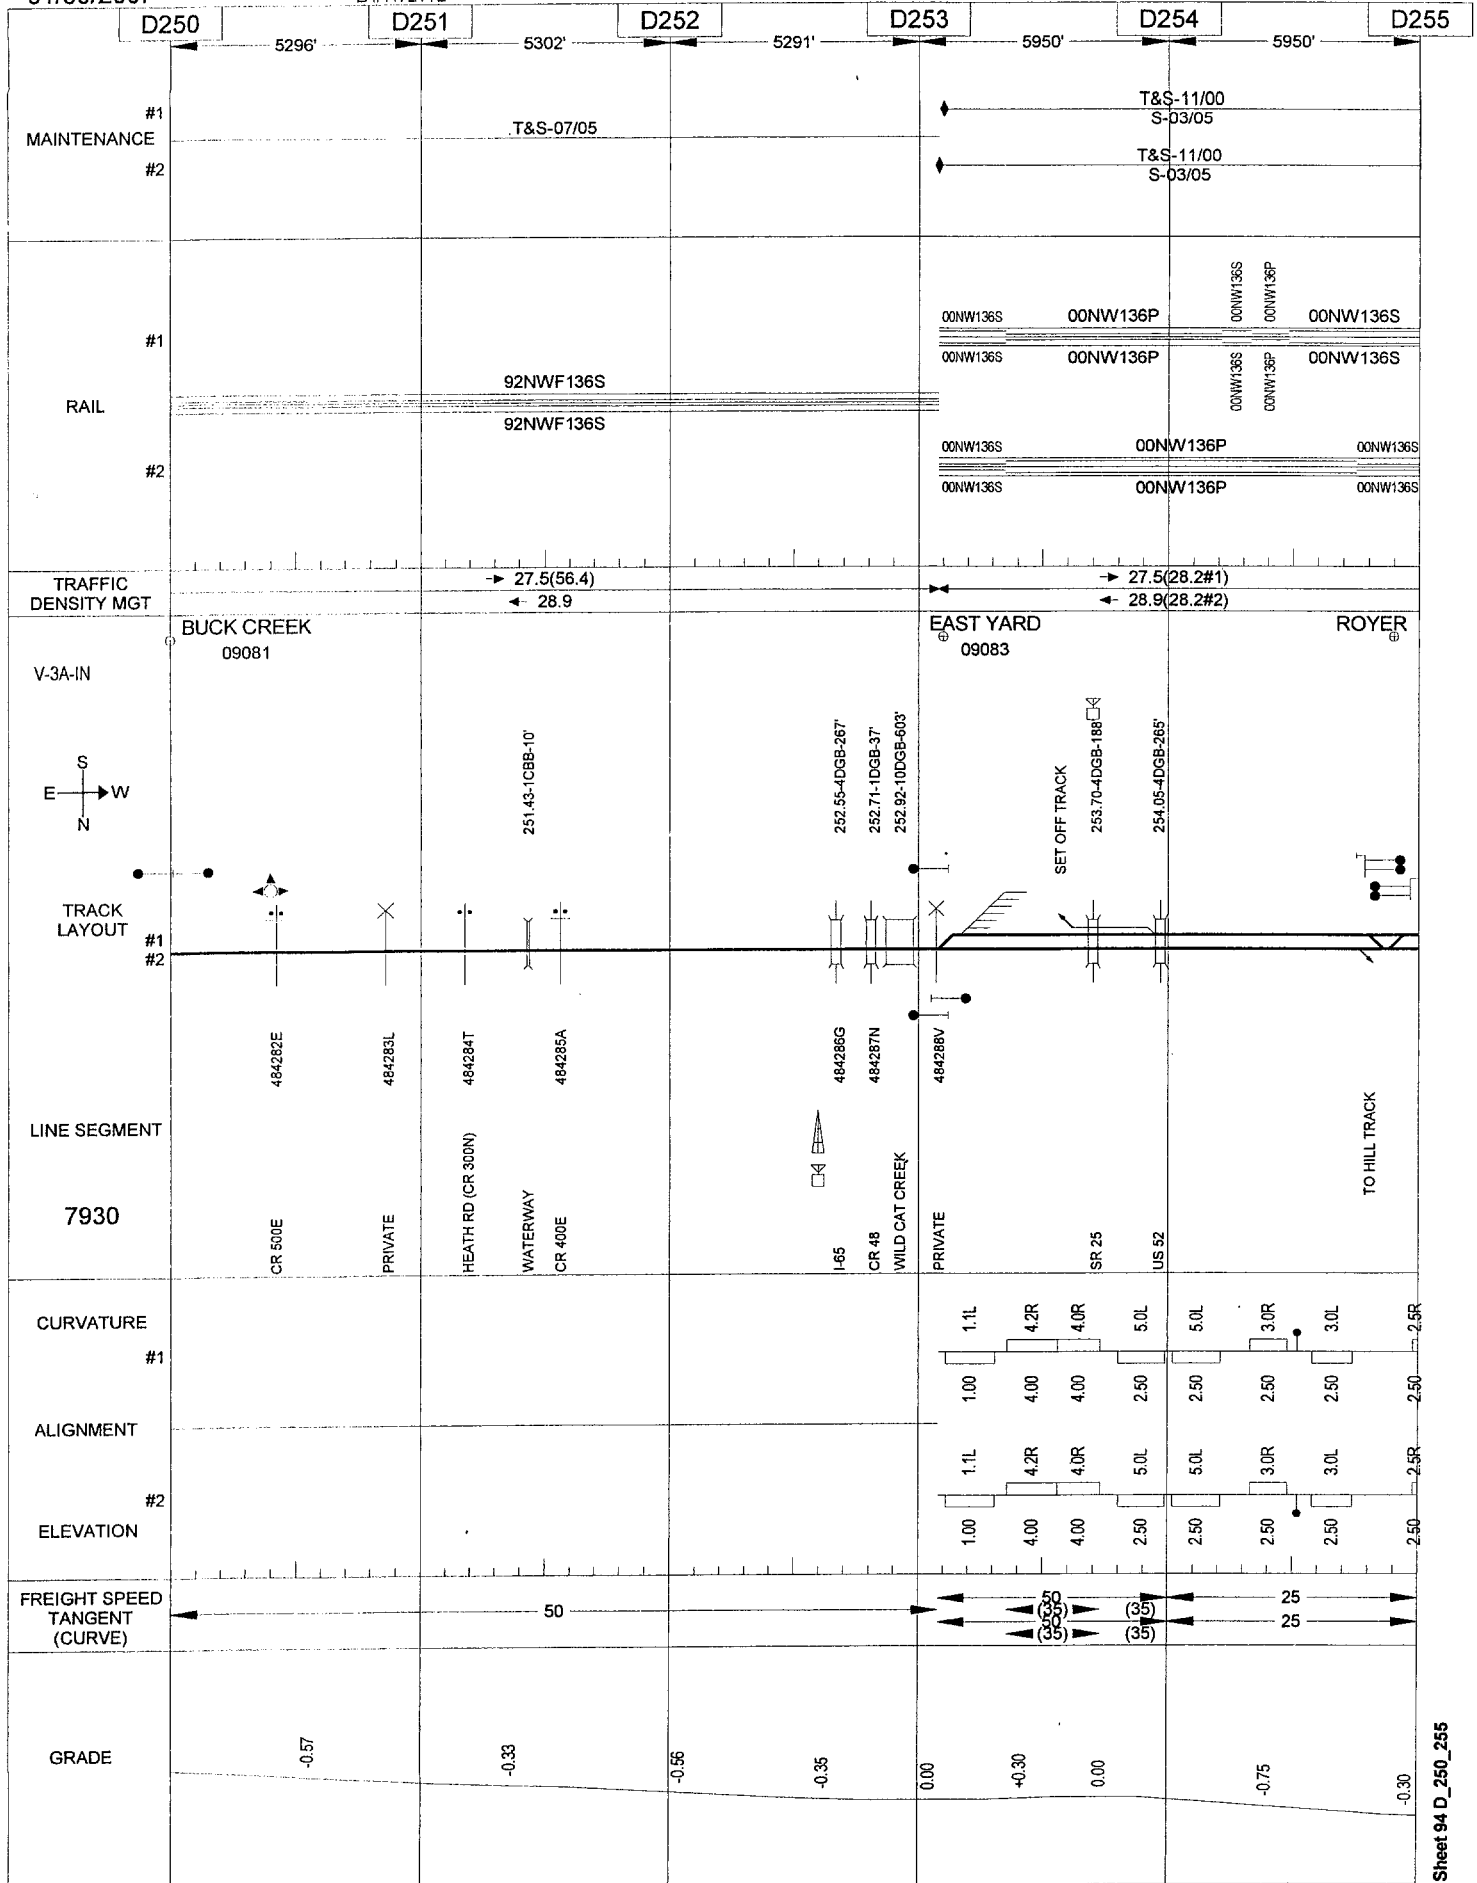 D250
D251
D252
D253
D254
D255
5296'
5302'
5291'
5950'
5950'
#1
MAINTENANCE
#2
T&S-07/05
T&S-11/00
S-03/05
T&S-11/00
S-03/05
#1
RAIL
#2
92NWF136S
92NWF136S
00NW136S
00NW136P
00NW136S
00NW136P
00NW136S
00NW136S
00NW136P
00NW136S
00NW136P
00NW136S
00NW136S
00NW136P
00NW136S
00NW136S
00NW136P
00NW136S
TRAFFIC
DENSITY MGT
27.5(56.4)
28.9
27.5(28.2#1)
28.9(28.2#2)
BUCK CREEK
09081
EAST YARD
09083
ROYER
V-3A-IN
S
E W
N
251.43-1CBB-10'
252.55-4DGB-267'
252.71-1DGB-37'
252.92-10DGB-603'
SET OFF TRACK
253.70-4DGB-188'
254.05-4DGB-265'
TRACK
LAYOUT
#1
#2
484282E
484283L
484284T
484285A
484286G
484287N
484288V
LINE SEGMENT
7930
CR 500E
PRIVATE
HEATH RD (CR 300N)
WATERWAY
CR 400E
I-65
CR 48
WILD CAT CREEK
PRIVATE
SR 25
US 52
TO HILL TRACK
CURVATURE
#1
1.1L
4.2R
4.0R
5.0L
5.0L
3.0R
3.0L
2.5R
1.00
4.00
4.00
2.50
2.50
2.50
2.50
2.50
ALIGNMENT
#2
1.1L
4.2R
4.0R
5.0L
5.0L
3.0R
3.0L
2.5R
ELEVATION
1.00
4.00
4.00
2.50
2.50
2.50
2.50
2.50
FREIGHT SPEED
TANGENT
(CURVE)
50
50
(35) (35)
50
(35) (35)
25
25
GRADE
-0.57
-0.33
-0.56
-0.35
0.00
+0.30
0.00
-0.75
-0.30
Sheet 94 D_250_255